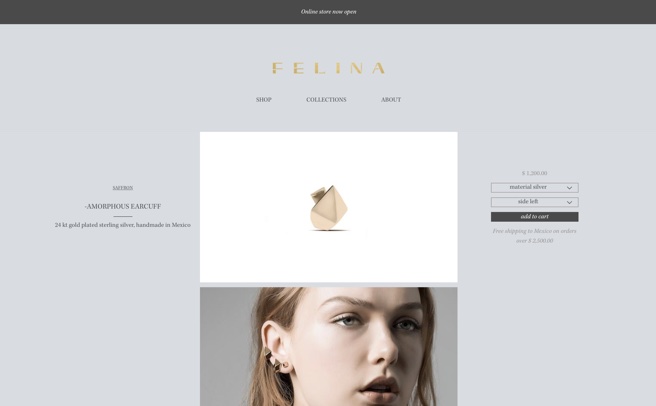 Online store now open
FELINA
SHOP COLLECTIONS ABOUT
-AMORPHOUS EARCUFF
24 kt gold plated sterling silver, handmade in Mexico
$ 1,200.00
material silver
side left
add to cart
Free shipping to Mexico on orders
over $ 2,500.00